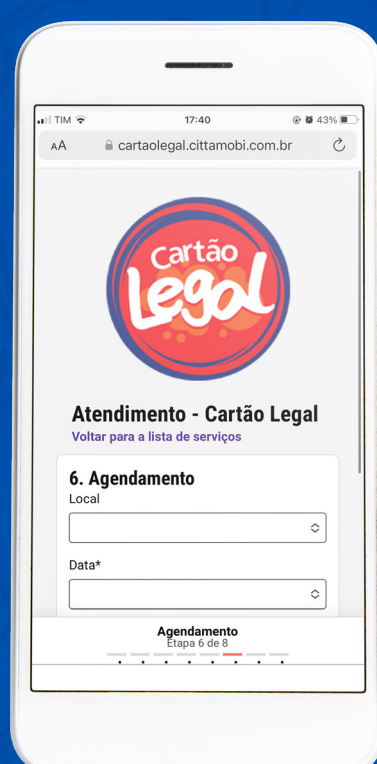 TIM 17:40 43%
AA cartaolegal.cittamobi.com.br
Cartão
Legal
Atendimento - Cartão Legal
Voltar para a lista de serviços
6. Agendamento
Local
Data*
Agendamento
Etapa 6 de 8